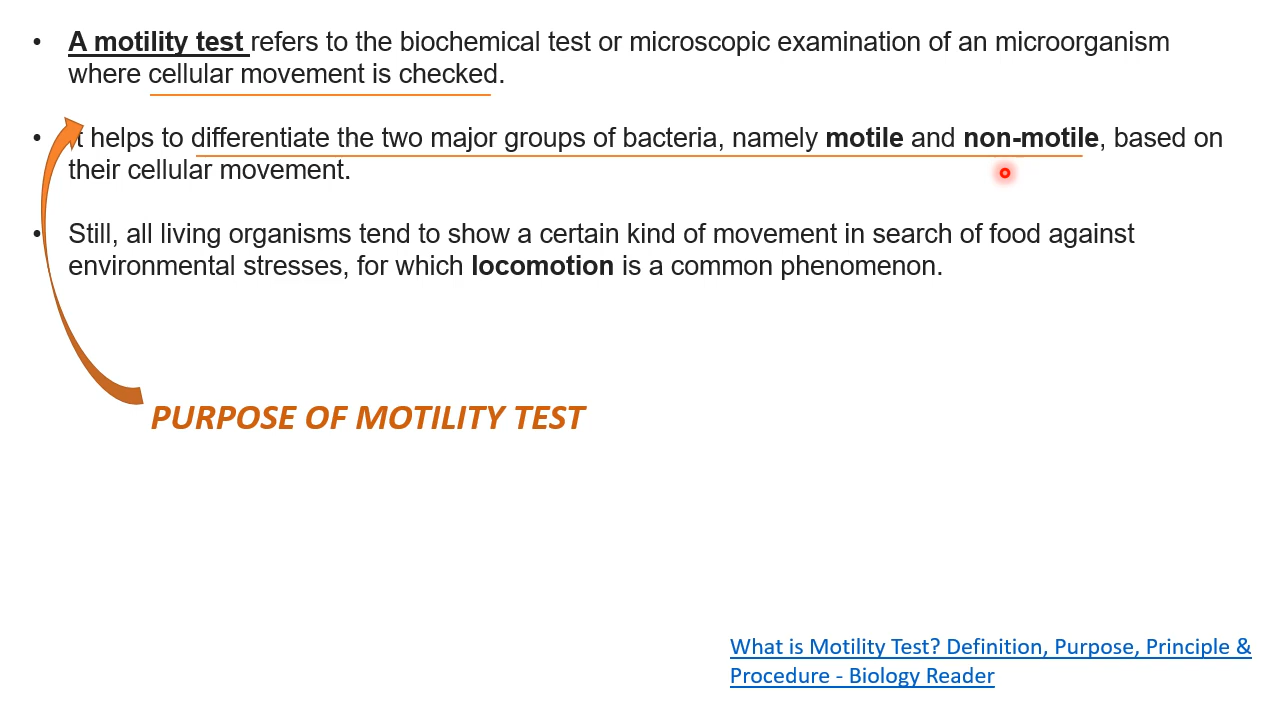 • A motility test refers to the biochemical test or microscopic examination of an microorganism
where cellular movement is checked.
• It helps to differentiate the two major groups of bacteria, namely motile and non-motile, based on
their cellular movement.
• Still, all living organisms tend to show a certain kind of movement in search of food against
environmental stresses, for which locomotion is a common phenomenon.
PURPOSE OF MOTILITY TEST
What is Motility Test? Definition, Purpose, Principle &
Procedure - Biology Reader